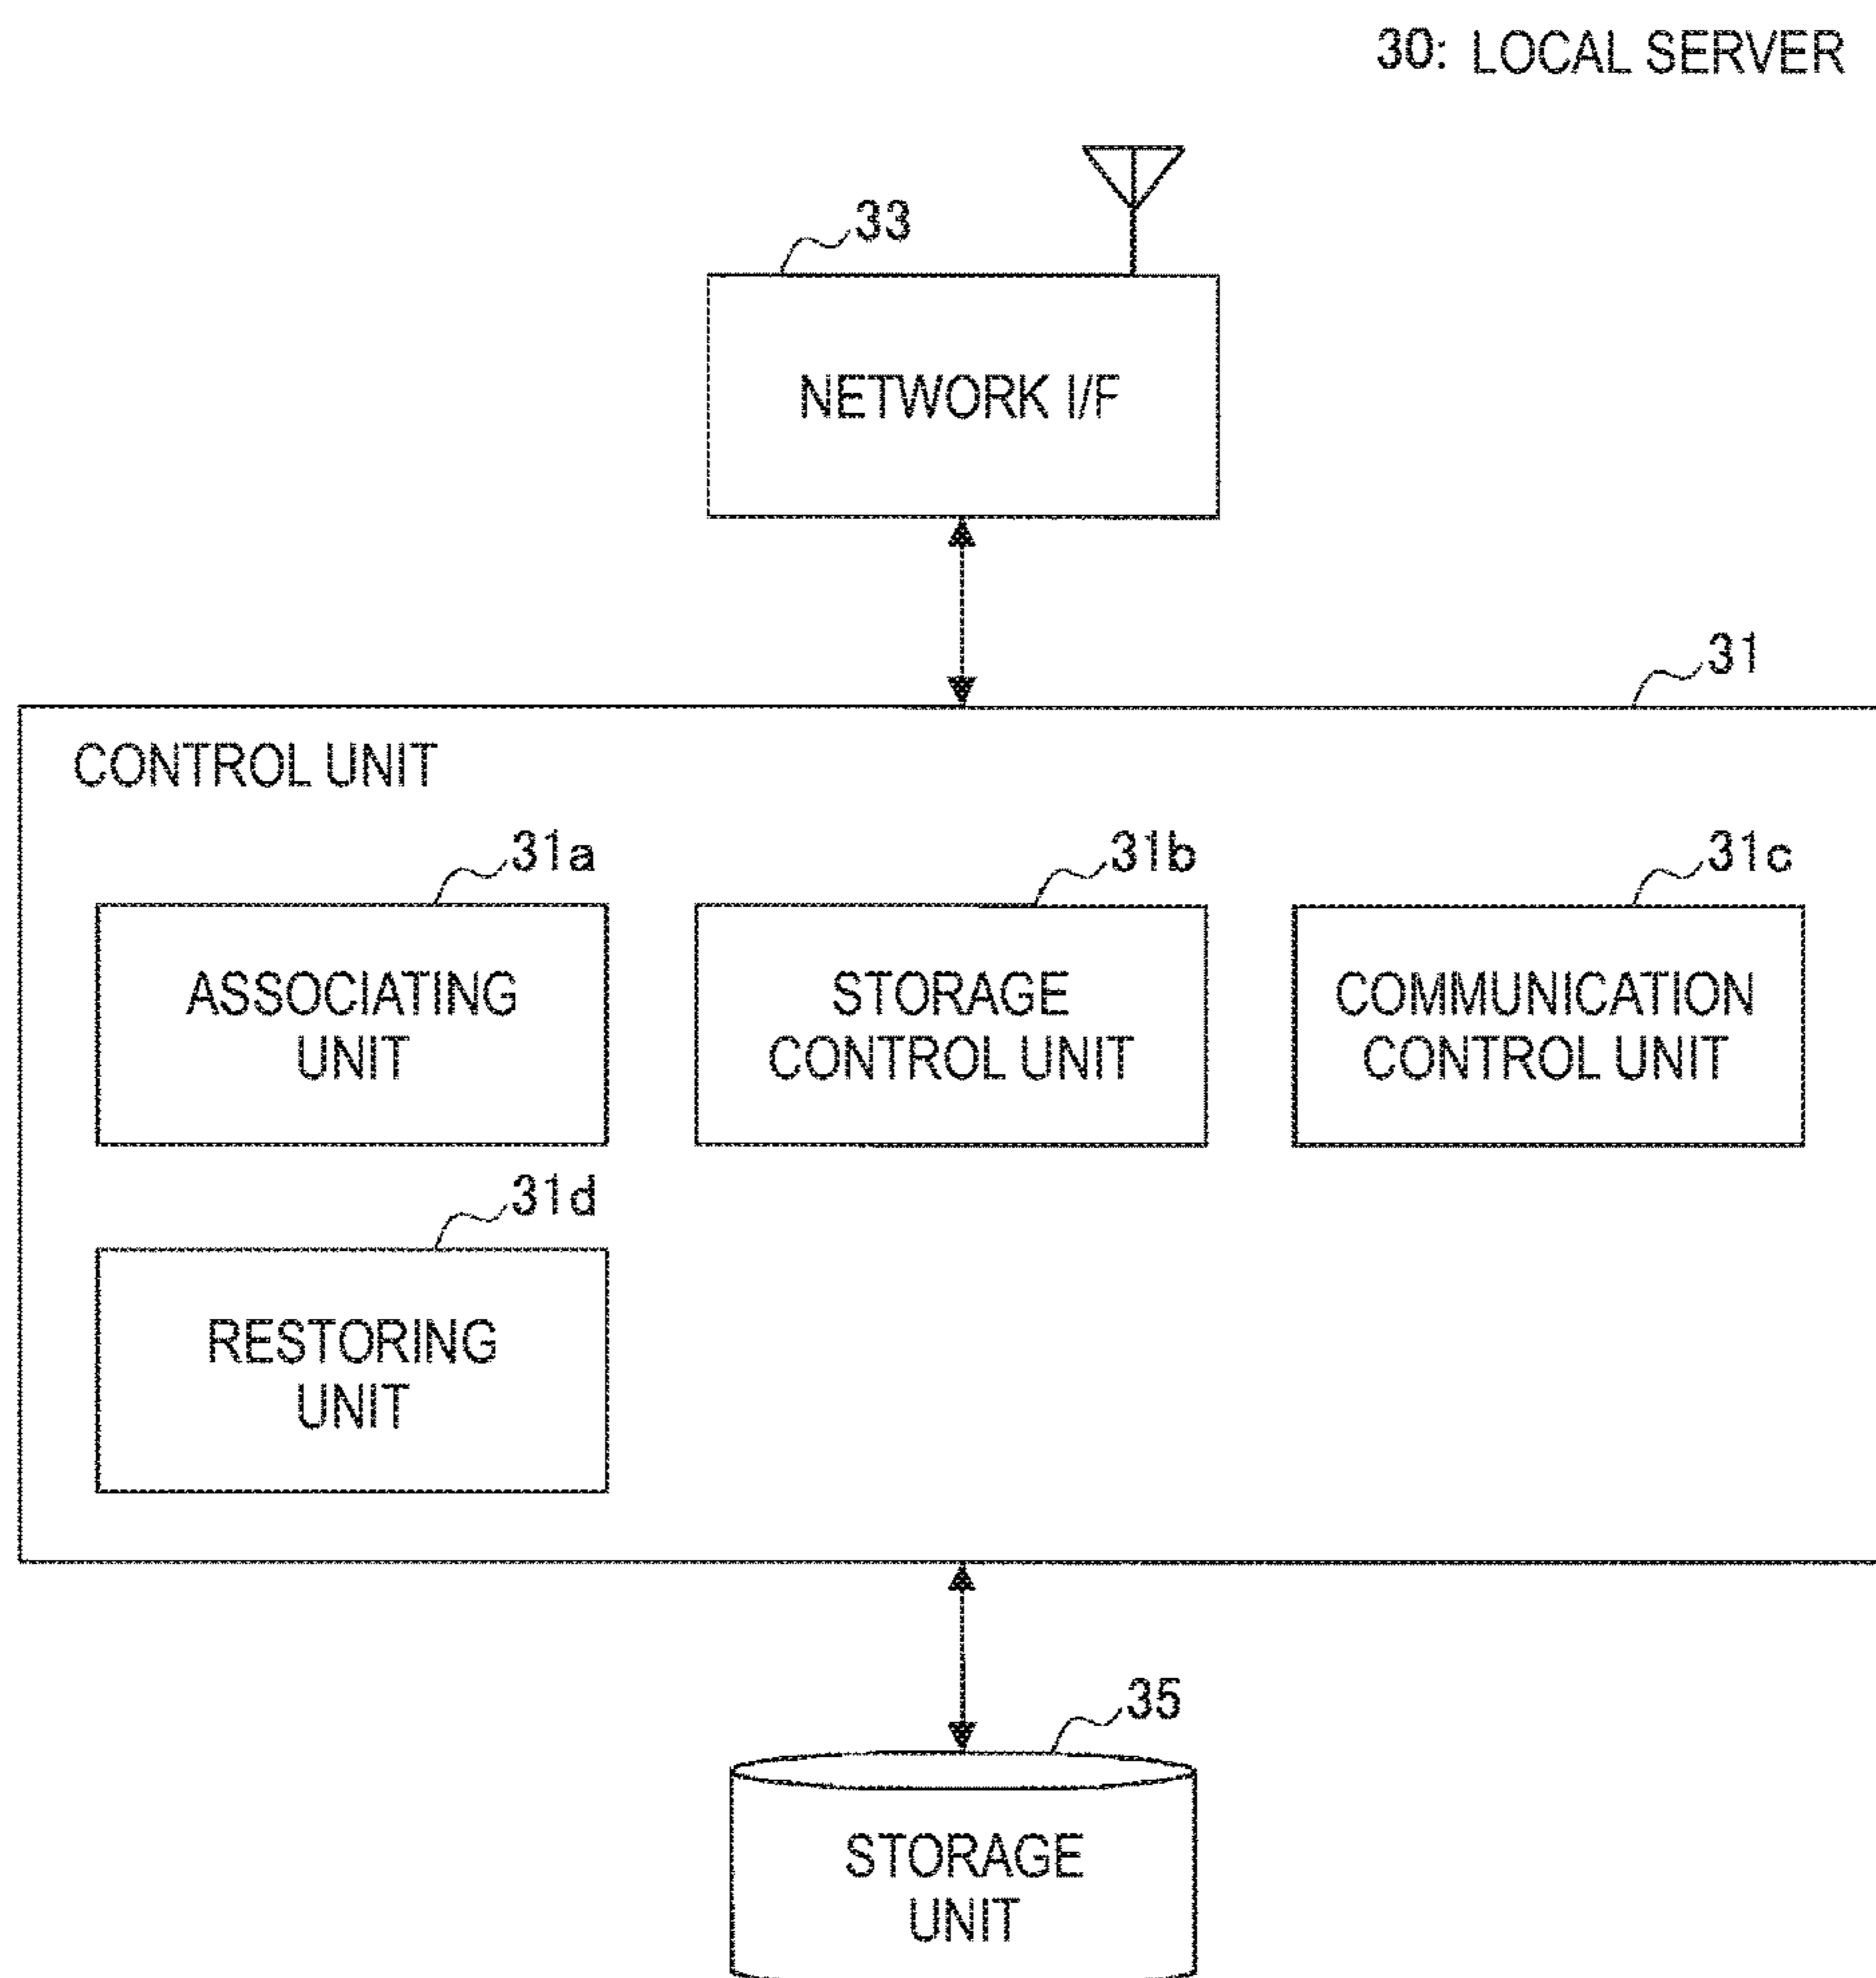 30: LOCAL SERVER
33
NETWORK I/F
31
CONTROL UNIT
31a
31b
31c
ASSOCIATING
UNIT
STORAGE
CONTROL UNIT
COMMUNICATION
CONTROL UNIT
31d
RESTORING
UNIT
35
STORAGE
UNIT